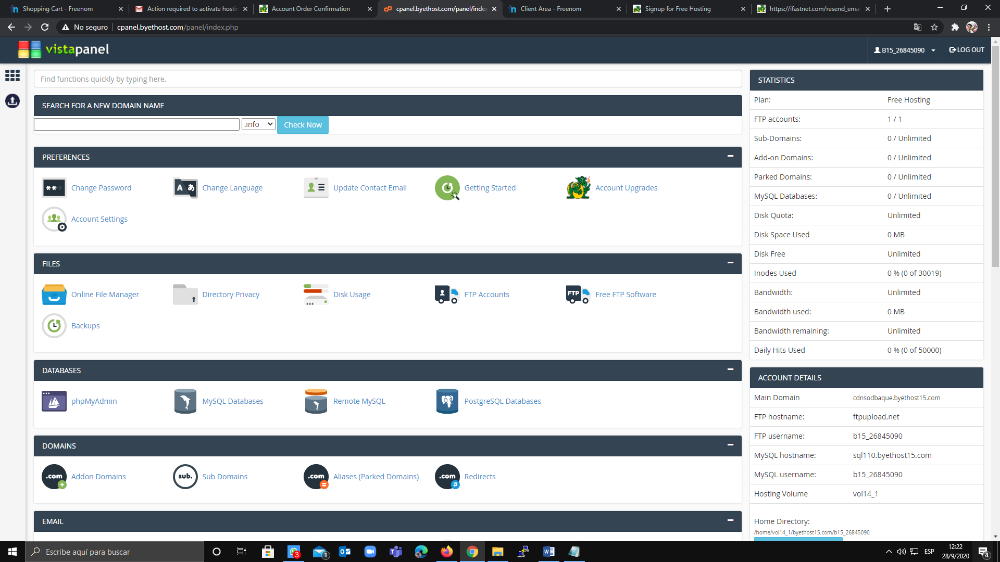 Shopping Cart - Freenom
Action required to activate hostin
Account Order Confirmation
cpanel.byethost.com/panel/index
Client Area - Freenom
Signup for Free Hosting
https://ifastnet.com/resend_ema
No seguro
cpanel.byethost.com/panel/index.php
vistapanel
B15_26845090
LOG OUT
Find functions quickly by typing here.
SEARCH FOR A NEW DOMAIN NAME
.info
Check Now
PREFERENCES
Change Password
Change Language
Update Contact Email
Getting Started
Account Upgrades
Account Settings
FILES
Online File Manager
Directory Privacy
Disk Usage
FTP Accounts
FTP
Free FTP Software
Backups
DATABASES
phpMyAdmin
MySQL Databases
Remote MySQL
PostgreSQL Databases
DOMAINS
.com
Addon Domains
sub.
Sub Domains
.com
Aliases (Parked Domains)
.com
Redirects
EMAIL
STATISTICS
Plan: Free Hosting
FTP accounts: 1 / 1
Sub-Domains: 0 / Unlimited
Add-on Domains: 0 / Unlimited
Parked Domains: 0 / Unlimited
MySQL Databases: 0 / Unlimited
Disk Quota: Unlimited
Disk Space Used 0 MB
Disk Free Unlimited
Inodes Used 0 % (0 of 30019)
Bandwidth: Unlimited
Bandwidth used: 0 MB
Bandwidth remaining: Unlimited
Daily Hits Used 0 % (0 of 50000)
ACCOUNT DETAILS
Main Domain cdnsodbaque.byethost15.com
FTP hostname: ftpupload.net
FTP username: b15_26845090
MySQL hostname: sql110.byethost15.com
MySQL username: b15_26845090
Hosting Volume vol14_1
Home Directory:
/home/vol14_1/byethost15.com/b15_26845090
Escribe aquí para buscar
3
1
ESP
12:22
28/9/2020
4